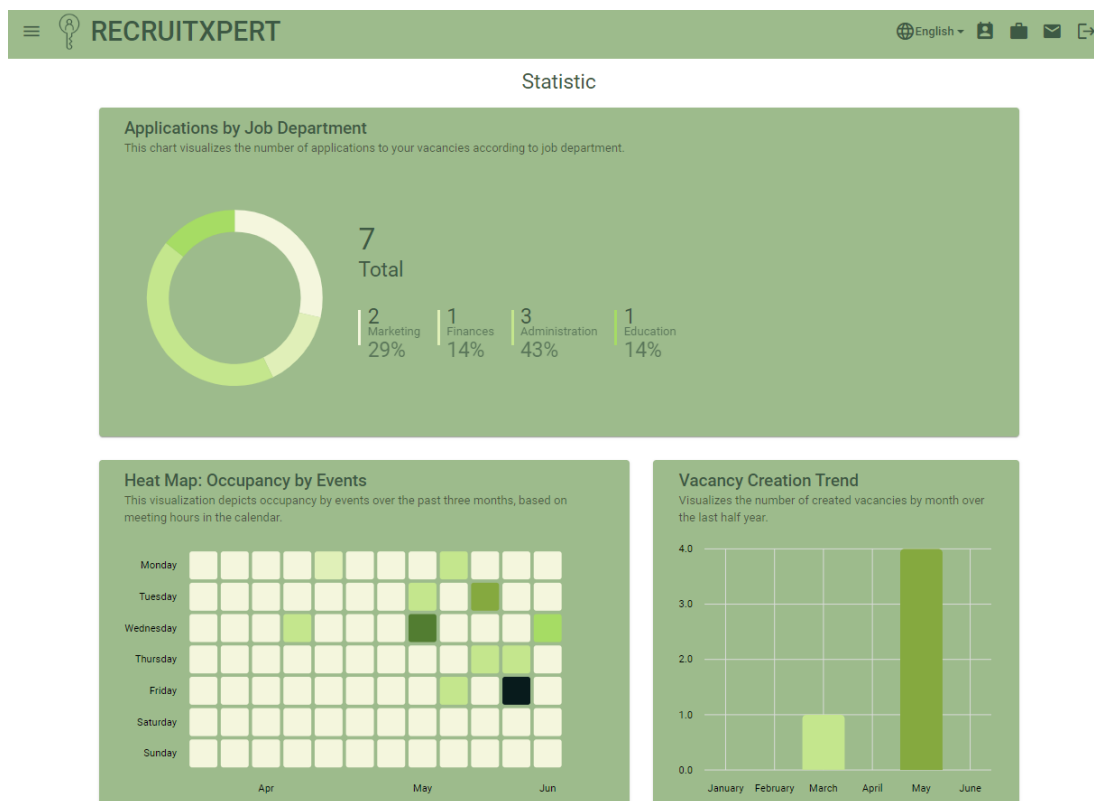 RECRUITXPERT
English
Statistic
Applications by Job Department
This chart visualizes the number of applications to your vacancies according to job department.
7
Total
2
Marketing
29%
1
Finances
14%
3
Administration
43%
1
Education
14%
Heat Map: Occupancy by Events
This visualization depicts occupancy by events over the past three months, based on
meeting hours in the calendar.
Monday
Tuesday
Wednesday
Thursday
Friday
Saturday
Sunday
Apr May Jun
Vacancy Creation Trend
Visualizes the number of created vacancies by month over
the last half year.
4.0
3.0
2.0
1.0
0.0
January February March April May June